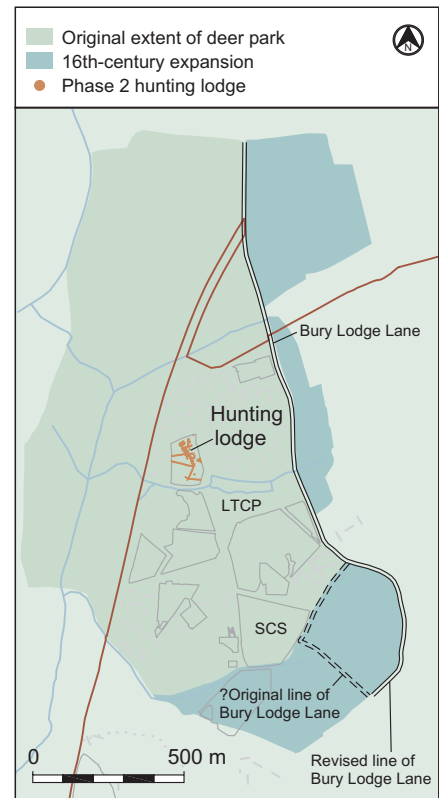 Original extent of deer park
16th-century expansion
Phase 2 hunting lodge
N
Bury Lodge Lane
Hunting
lodge
LTCP
SCS
?Original line of
Bury Lodge Lane
0 500 m
Revised line of
Bury Lodge Lane